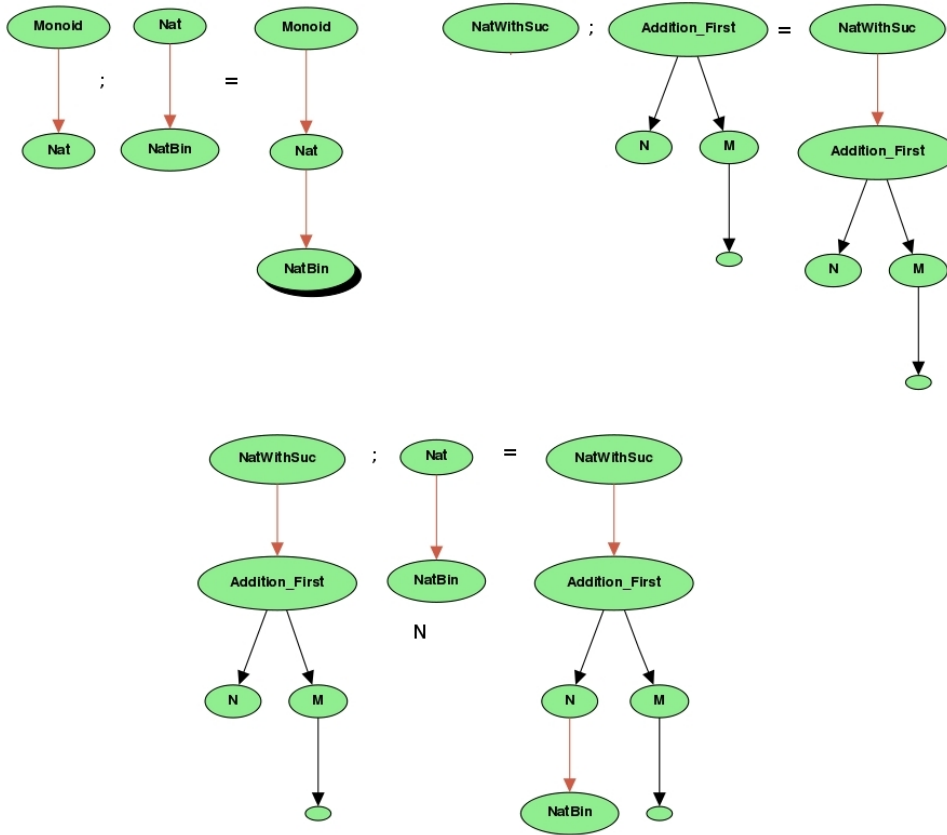 Monoid Nat Monoid
; =
Nat NatBin Nat
NatBin
NatWithSuc ; Addition_First = NatWithSuc
N M Addition_First
N M
NatWithSuc ; Nat = NatWithSuc
Addition_First NatBin Addition_First
N
N M N M
NatBin